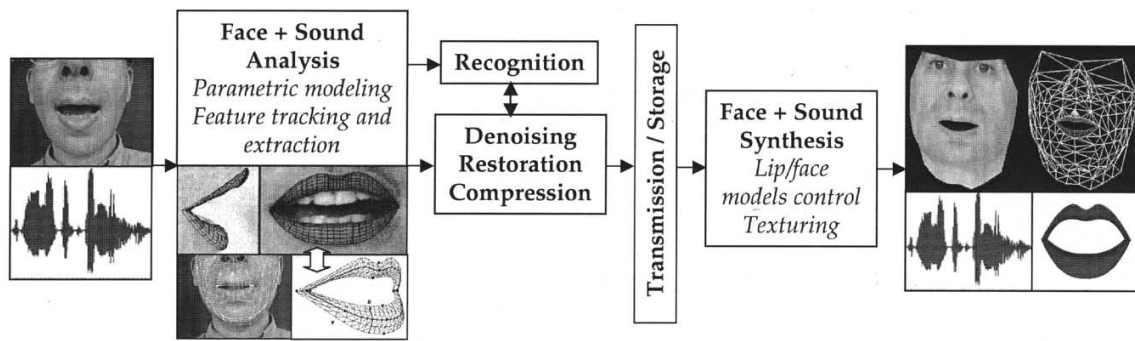 Face + Sound
Analysis
Parametric modeling
Feature tracking and
extraction
Recognition
Denoising
Restoration
Compression
Transmission / Storage
Face + Sound
Synthesis
Lip/face
models control
Texturing